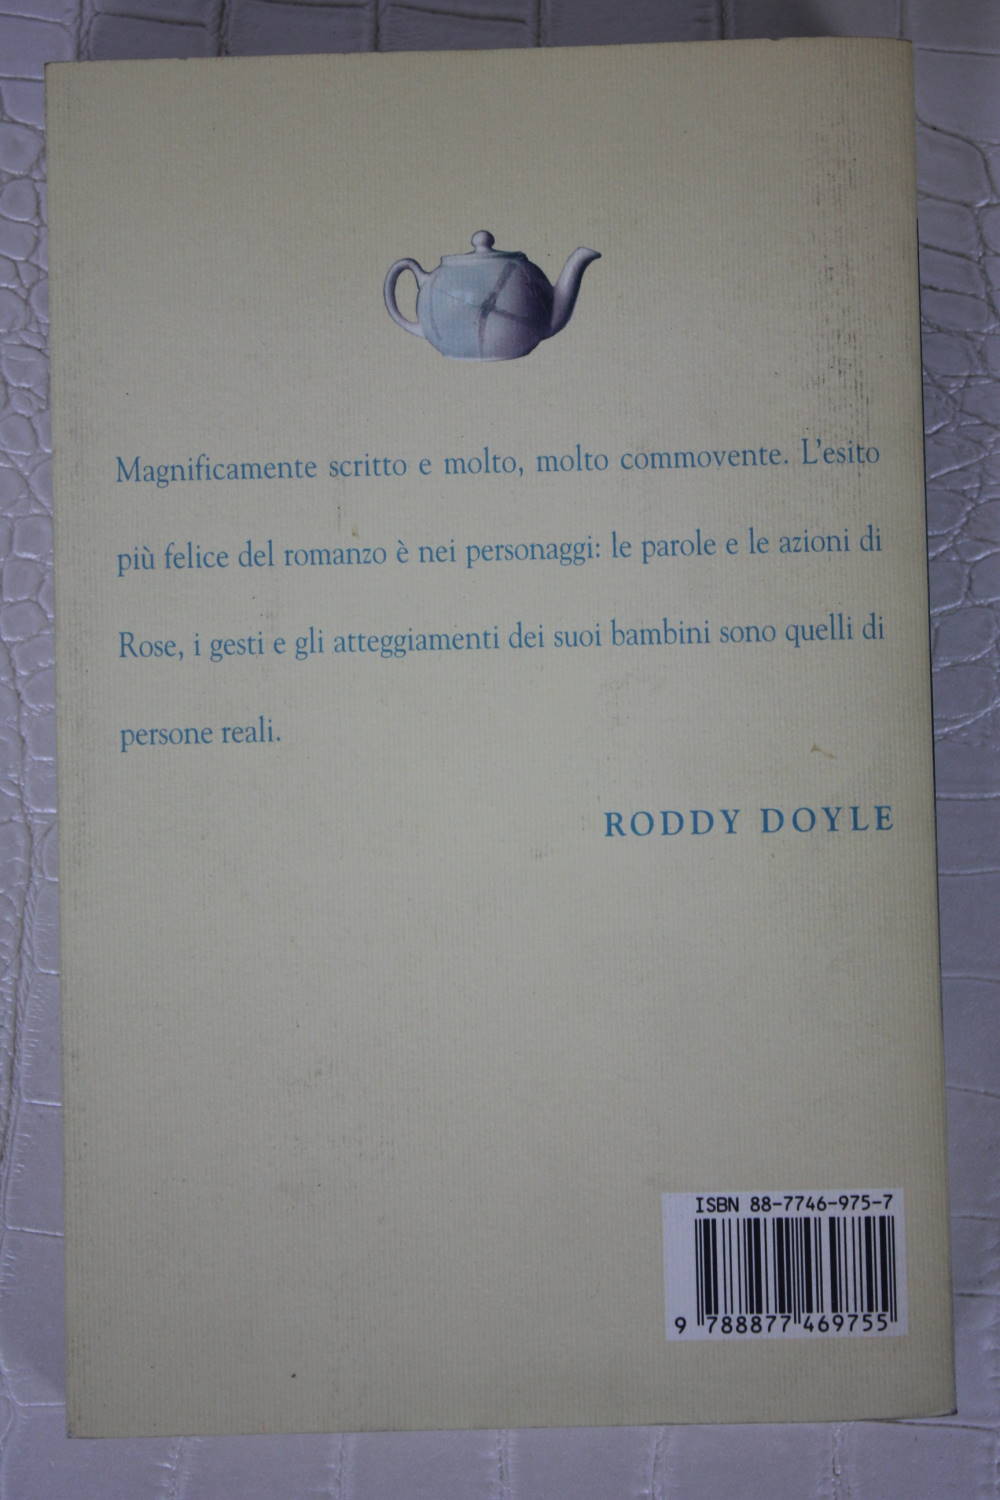 Magnificamente scritto e molto, molto commovente. L'esito
più felice del romanzo è nei personaggi: le parole e le azioni di
Rose, i gesti e gli atteggiamenti dei suoi bambini sono quelli di
persone reali.
RODDY DOYLE
ISBN 88-7746-975-7
9 788877 469755